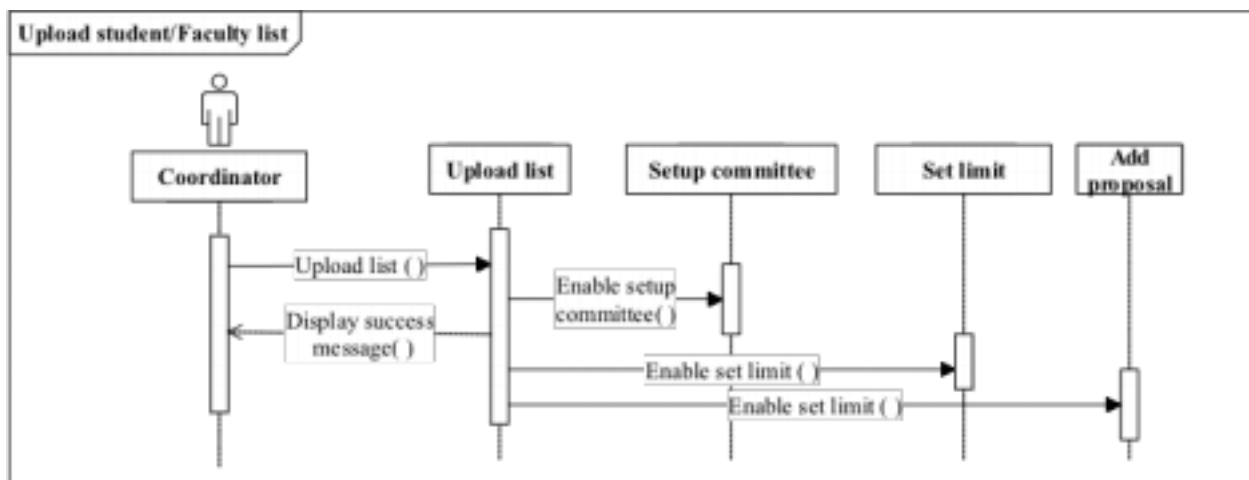 Upload student/Faculty list
Coordinator
Upload list
Setup committee
Set limit
Add
proposal
Upload list ( )
Enable setup
committee( )
Display success
message( )
Enable set limit ( )
Enable set limit ( )